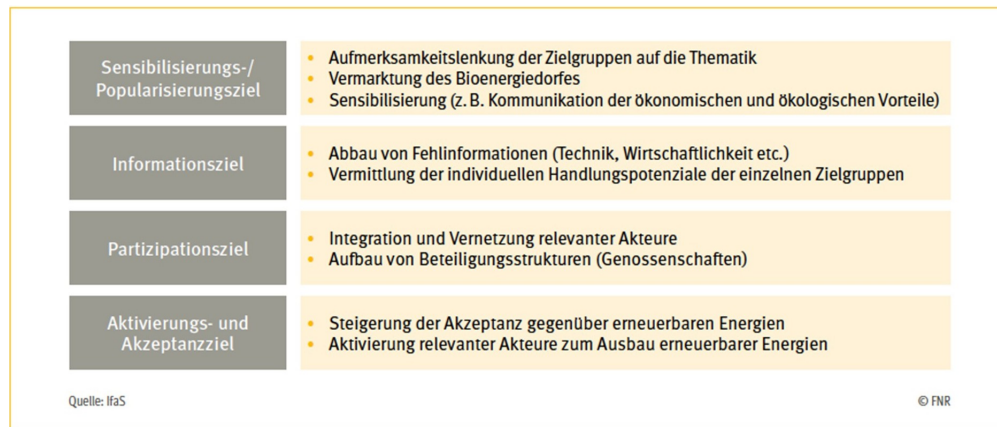 Sensibilisierungs-/
Popularisierungsziel
• Aufmerksamkeitslenkung der Zielgruppen auf die Thematik
• Vermarktung des Bioenergiedorfes
• Sensibilisierung (z. B. Kommunikation der ökonomischen und ökologischen Vorteile)
Informationsziel
• Abbau von Fehlinformationen (Technik, Wirtschaftlichkeit etc.)
• Vermittlung der individuellen Handlungspotenziale der einzelnen Zielgruppen
Partizipationsziel
• Integration und Vernetzung relevanter Akteure
• Aufbau von Beteiligungsstrukturen (Genossenschaften)
Aktivierungs- und
Akzeptanzziel
• Steigerung der Akzeptanz gegenüber erneuerbaren Energien
• Aktivierung relevanter Akteure zum Ausbau erneuerbarer Energien
Quelle: IfaS
© FNR